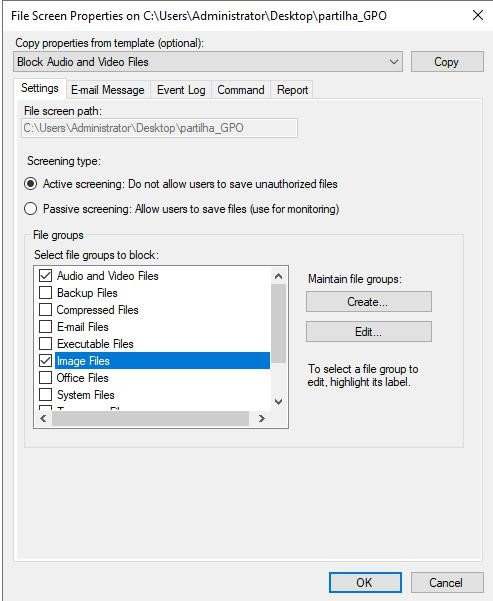 File Screen Properties on C:\Users\Administrator\Desktop\partilha_GPO
Copy properties from template (optional):
Block Audio and Video Files
Copy
Settings E-mail Message Event Log Command Report
File screen path:
C:\Users\Administrator\Desktop\partilha_GPO
Screening type:
Active screening: Do not allow users to save unauthorized files
Passive screening: Allow users to save files (use for monitoring)
File groups
Select file groups to block:
Audio and Video Files
Backup Files
Compressed Files
E-mail Files
Executable Files
Image Files
Office Files
System Files
Maintain file groups:
Create...
Edit...
To select a file group to
edit, highlight its label.
OK
Cancel